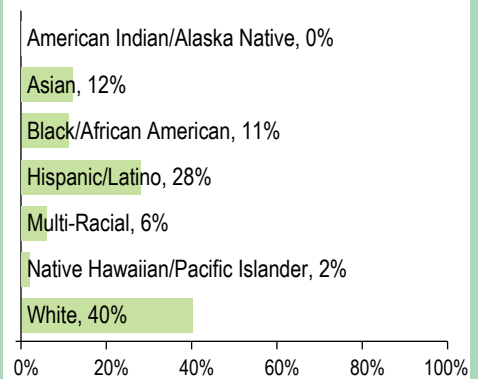 American Indian/Alaska Native, 0%
Asian, 12%
Black/African American, 11%
Hispanic/Latino, 28%
Multi-Racial, 6%
Native Hawaiian/Pacific Islander, 2%
White, 40%
0% 20% 40% 60% 80% 100%